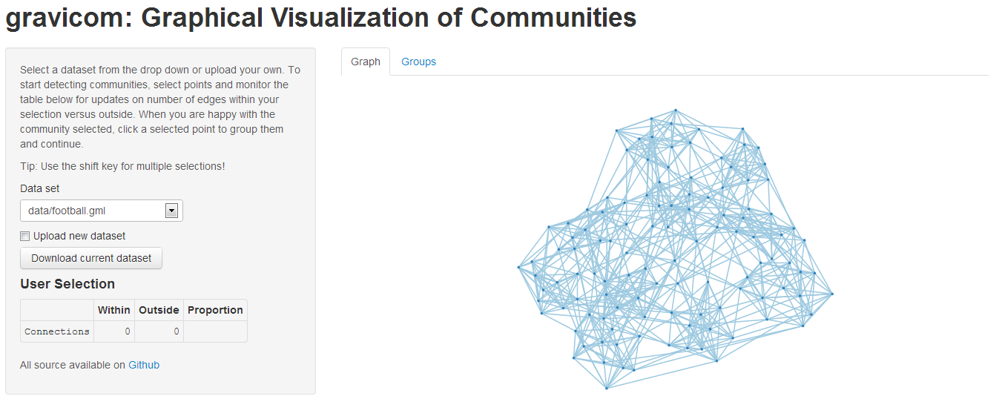 gravicom: Graphical Visualization of Communities
Select a dataset from the drop down or upload your own. To
start detecting communities, select points and monitor the
table below for updates on number of edges within your
selection versus outside. When you are happy with the
community selected, click a selected point to group them
and continue.
Tip: Use the shift key for multiple selections!
Data set
data/football.gml
Upload new dataset
Download current dataset
User Selection
Within Outside Proportion
Connections 0 0
All source available on Github
Graph Groups